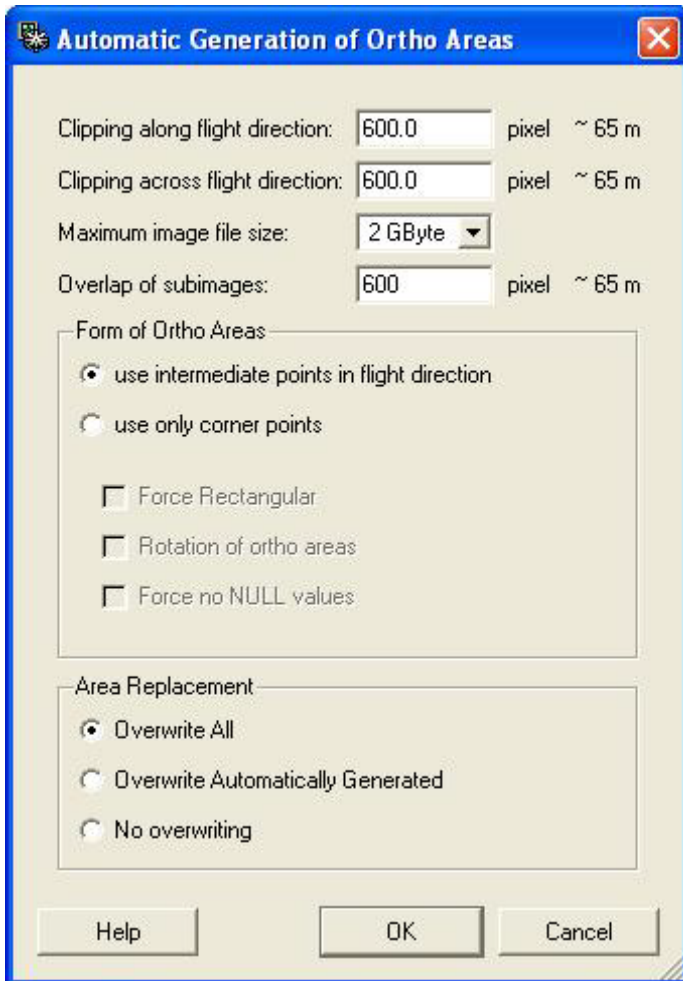 Automatic Generation of Ortho Areas
Clipping along flight direction: 600.0 pixel ~ 65 m
Clipping across flight direction: 600.0 pixel ~ 65 m
Maximum image file size: 2 GByte
Overlap of subimages: 600 pixel ~ 65 m
Form of Ortho Areas
use intermediate points in flight direction
use only corner points
Force Rectangular
Rotation of ortho areas
Force no NULL values
Area Replacement
Overwrite All
Overwrite Automatically Generated
No overwriting
Help OK Cancel